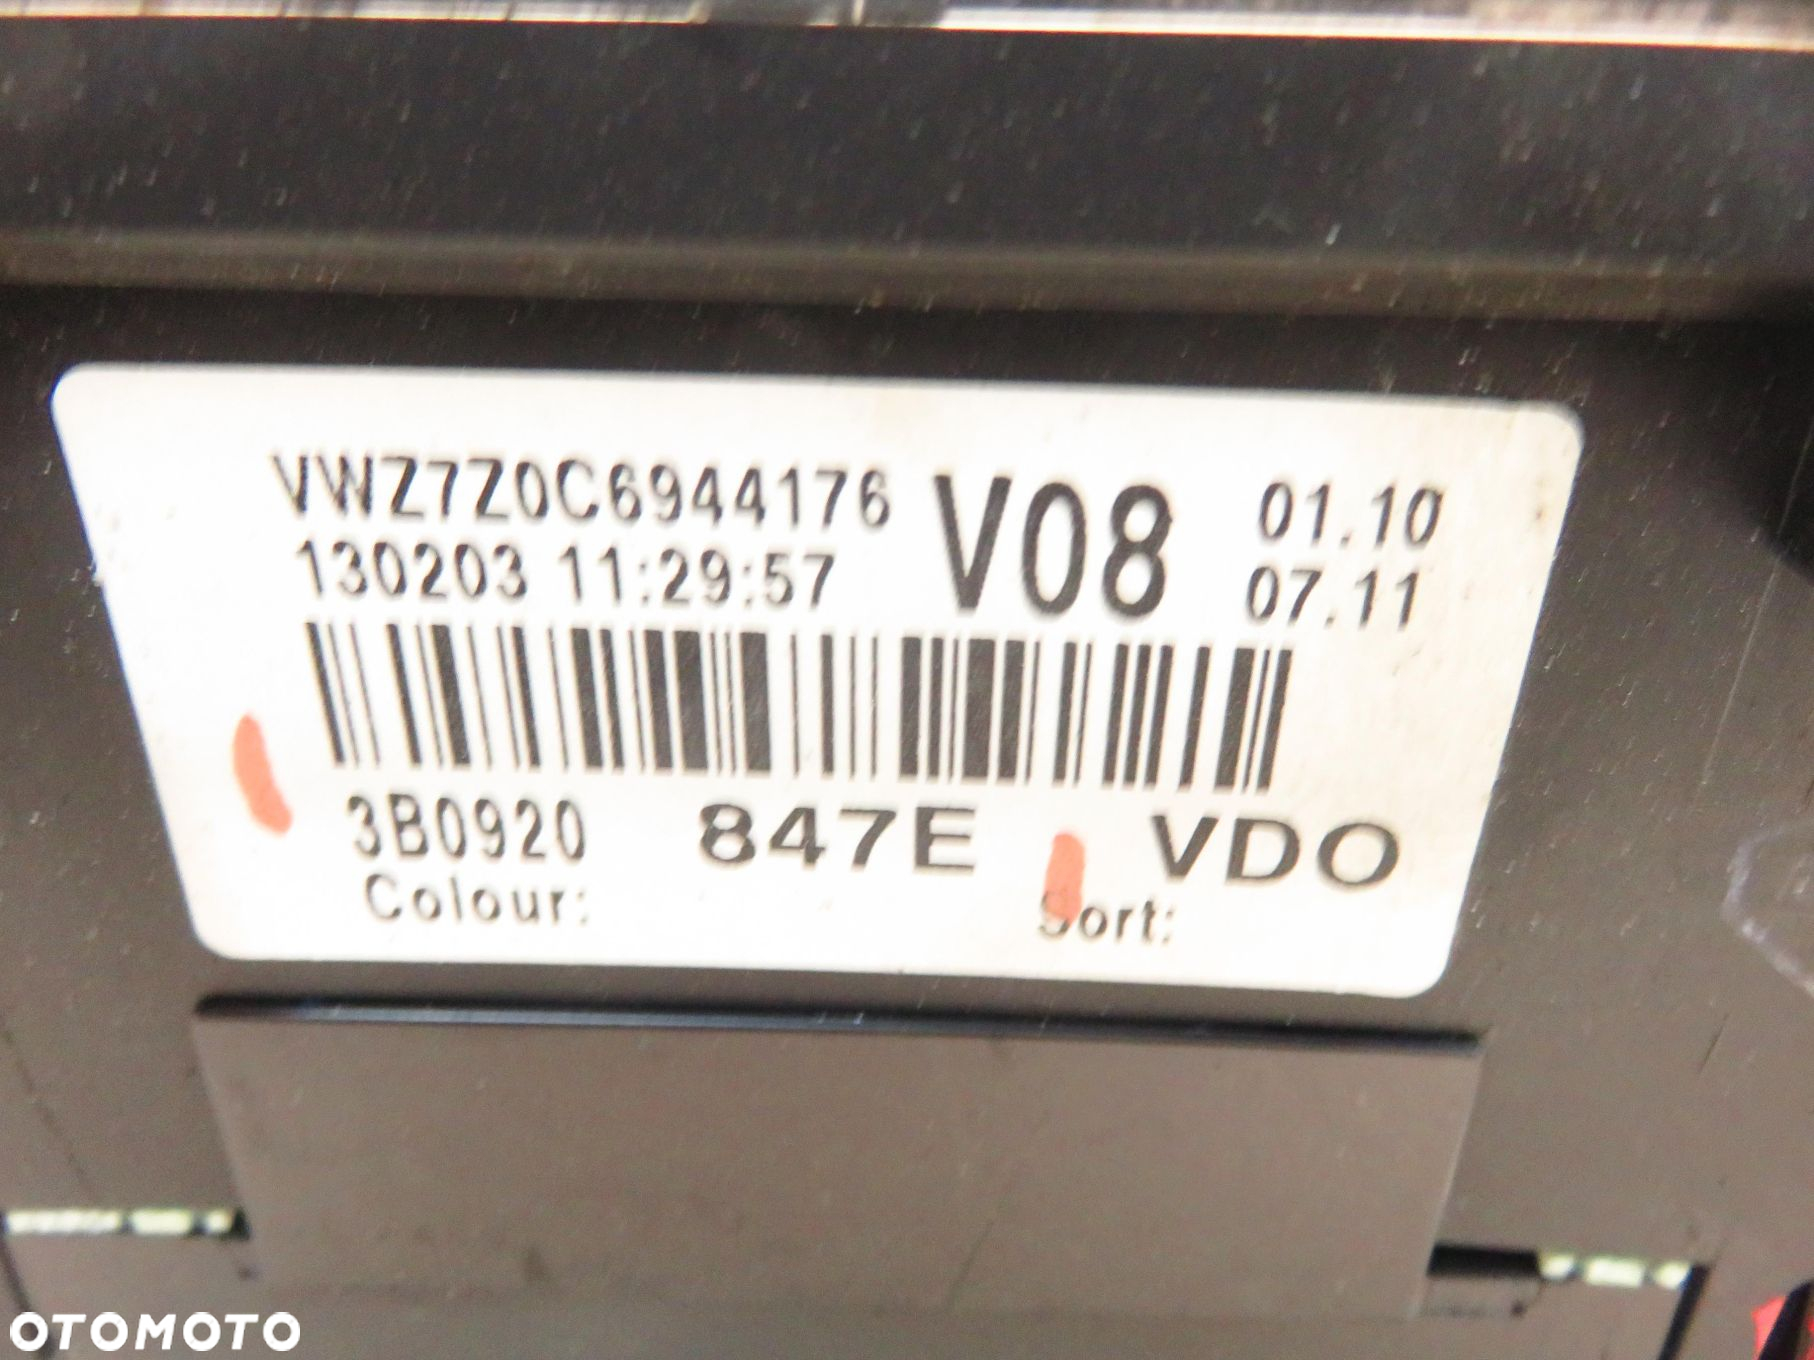 VWZ7Z0C6944176 V08 01.10
130203 11:29:57 07.11
3B0920 847E VDO
Colour: Sort:
OTOMOTO